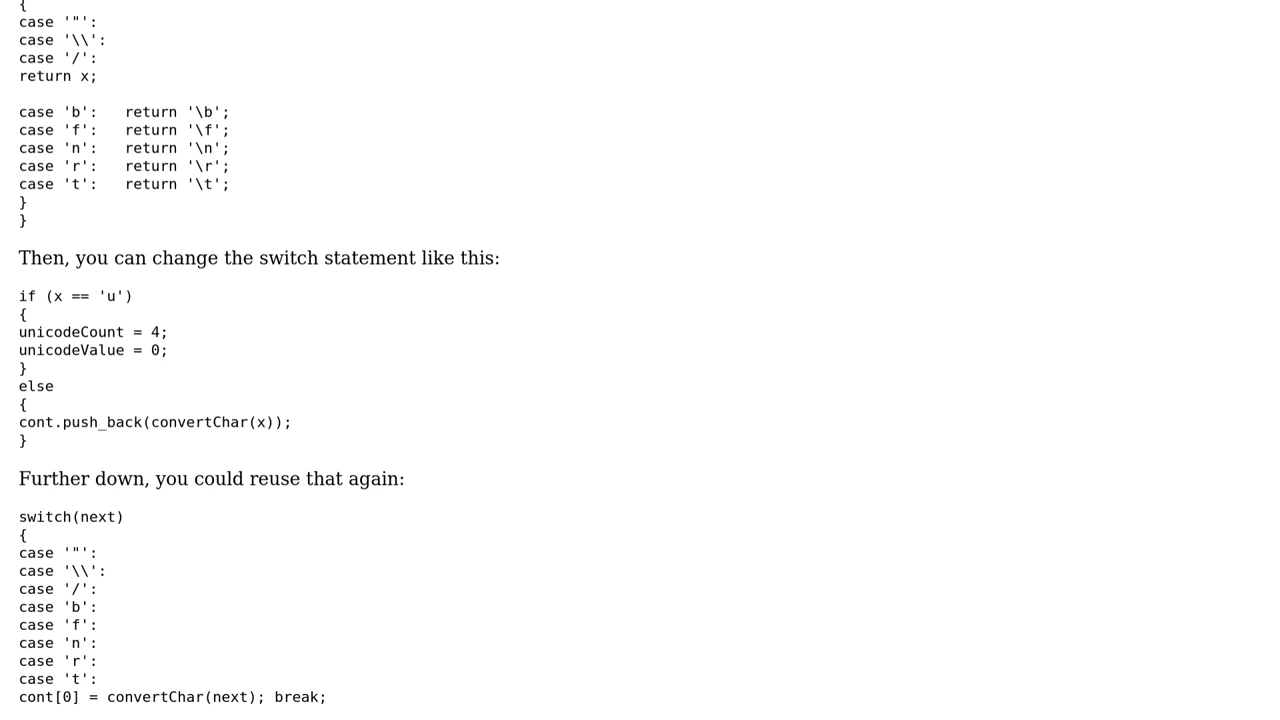 {
case '"':
case '\\':
case '/':
return x;

case 'b':   return '\b';
case 'f':   return '\f';
case 'n':   return '\n';
case 'r':   return '\r';
case 't':   return '\t';
}
}
Then, you can change the switch statement like this:
if (x == 'u')
{
unicodeCount = 4;
unicodeValue = 0;
}
else
{
cont.push_back(convertChar(x));
}
Further down, you could reuse that again:
switch(next)
{
case '"':
case '\\':
case '/':
case 'b':
case 'f':
case 'n':
case 'r':
case 't':
cont[0] = convertChar(next); break;